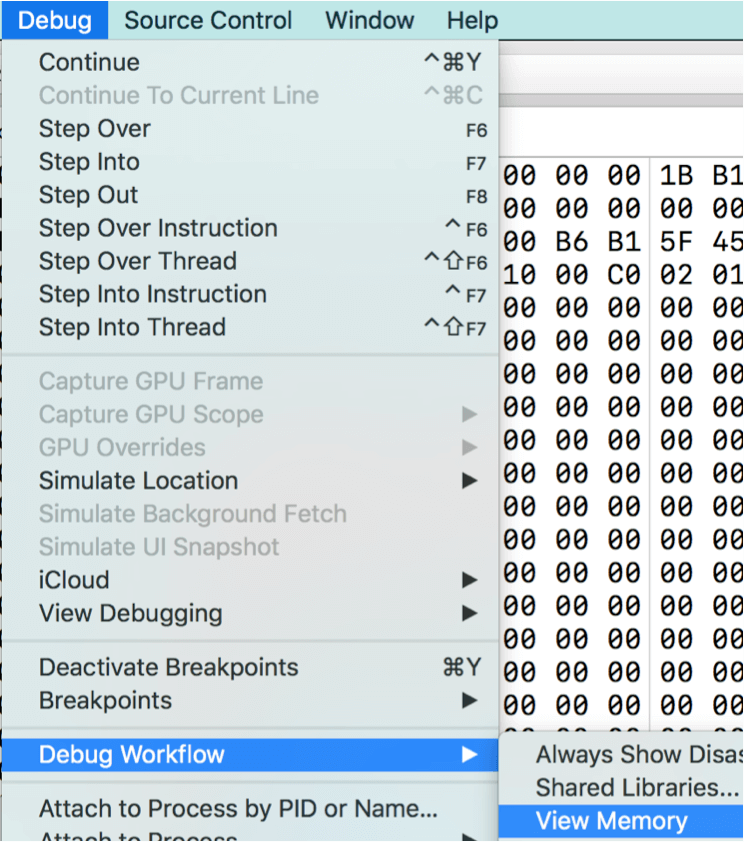 Debug Source Control Window Help
Continue ^⌘Y
Continue To Current Line ^⌘C
Step Over F6
Step Into F7
Step Out F8
Step Over Instruction ^F6
Step Over Thread ^⇧F6
Step Into Instruction ^F7
Step Into Thread ^⇧F7
Capture GPU Frame
Capture GPU Scope ▶
GPU Overrides ▶
Simulate Location ▶
Simulate Background Fetch
Simulate UI Snapshot
iCloud ▶
View Debugging ▶
Deactivate Breakpoints ⌘Y
Breakpoints ▶
Debug Workflow ▶
Attach to Process by PID or Name...
Attach to Process ▶
Always Show Disas
Shared Libraries...
View Memory
00 00 00 1B B1
00 00 00 00 00
00 B6 B1 5F 45
10 00 C0 02 01
00 00 00 00 00
00 00 00 00 00
00 00 00 00 00
00 00 00 00 00
00 00 00 00 00
00 00 00 00 00
00 00 00 00 00
00 00 00 00 00
00 00 00 00 00
00 00 00 00 00
00 00 00 00 00
00 00 00 00 00
00 00 00 00 00